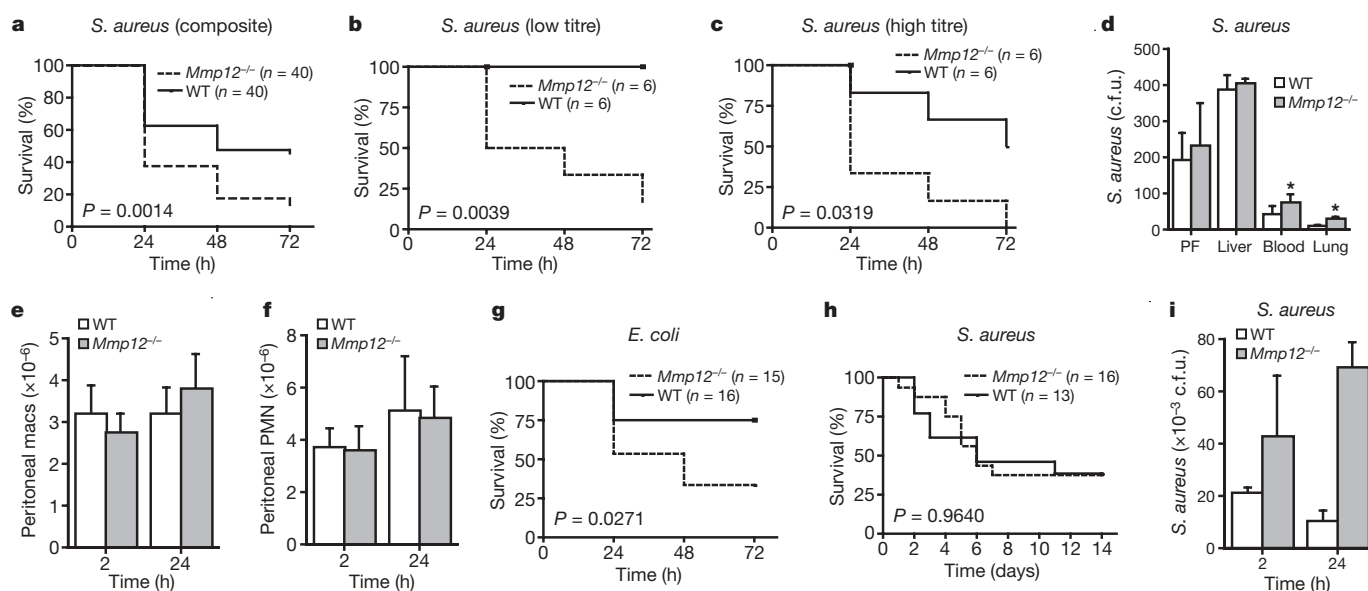 a
S. aureus (composite)
Survival (%)
100
80
60
40
20
0
Mmp12−/− (n = 40)
WT (n = 40)
P = 0.0014
0 24 48 72
Time (h)
b
S. aureus (low titre)
Survival (%)
100
75
50
25
0
Mmp12−/− (n = 6)
WT (n = 6)
P = 0.0039
0 24 48 72
Time (h)
c
S. aureus (high titre)
Survival (%)
100
75
50
25
0
Mmp12−/− (n = 6)
WT (n = 6)
P = 0.0319
0 24 48 72
Time (h)
d
S. aureus
S. aureus (c.f.u.)
500
400
300
200
100
0
WT
Mmp12−/−
* *
PF Liver Blood Lung
e
Peritoneal macs (×10−6)
5
4
3
2
1
0
WT
Mmp12−/−
2 24
Time (h)
f
Peritoneal PMN (×10−6)
8
6
4
2
0
WT
Mmp12−/−
2 24
Time (h)
g
E. coli
Survival (%)
100
75
50
25
0
Mmp12−/− (n = 15)
WT (n = 16)
P = 0.0271
0 24 48 72
Time (h)
h
S. aureus
Survival (%)
100
75
50
25
0
Mmp12−/− (n = 16)
WT (n = 13)
P = 0.9640
0 2 4 6 8 10 12 14
Time (days)
i
S. aureus
S. aureus (×10−3 c.f.u.)
80
60
40
20
0
WT
Mmp12−/−
2 24
Time (h)